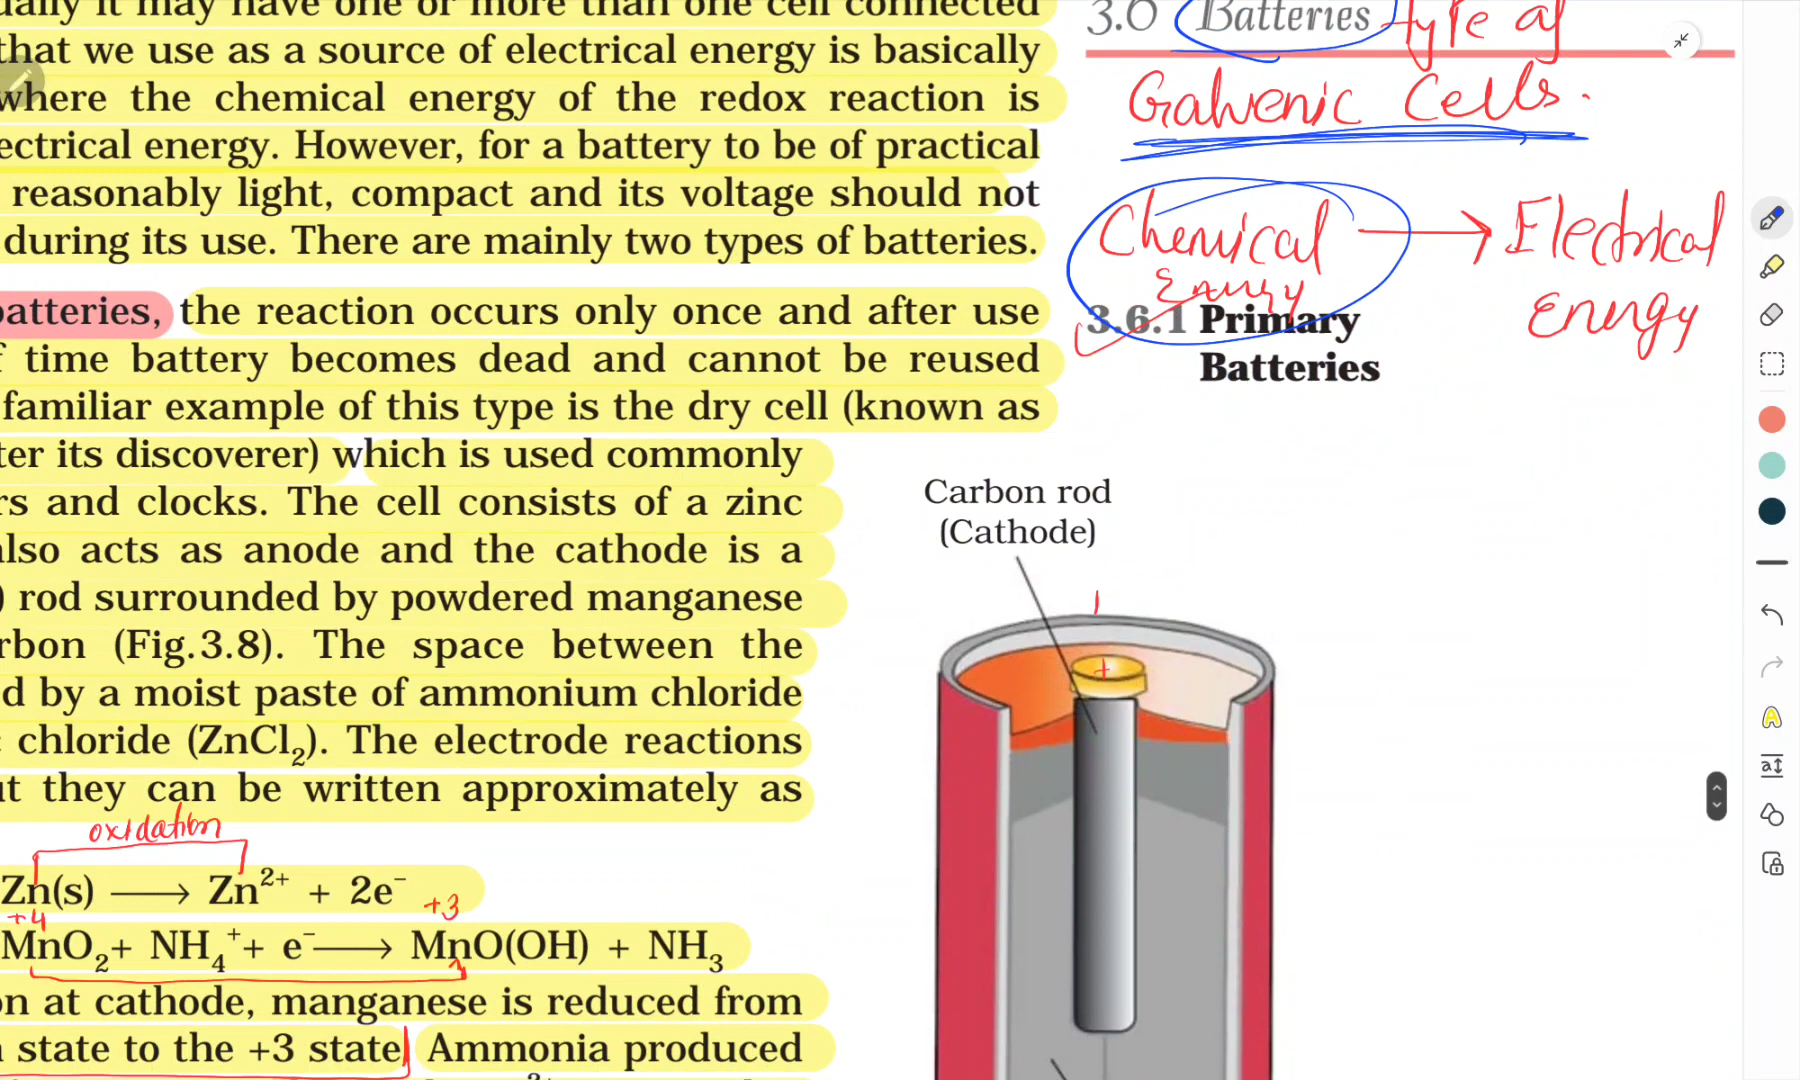 ually it may have one or more than one cell connected
that we use as a source of electrical energy is basically
where the chemical energy of the redox reaction is
ectrical energy. However, for a battery to be of practical
reasonably light, compact and its voltage should not
during its use. There are mainly two types of batteries.
batteries, the reaction occurs only once and after use
f time battery becomes dead and cannot be reused
familiar example of this type is the dry cell (known as
ter its discoverer) which is used commonly
rs and clocks. The cell consists of a zinc
also acts as anode and the cathode is a
) rod surrounded by powdered manganese
rbon (Fig.3.8). The space between the
d by a moist paste of ammonium chloride
c chloride (ZnCl₂). The electrode reactions
ut they can be written approximately as
oxidation
Zn(s) ⟶ Zn²⁺ + 2e⁻
+4 +3
MnO₂+ NH₄⁺+ e⁻⟶ MnO(OH) + NH₃
on at cathode, manganese is reduced from
state to the +3 state. Ammonia produced
3.6 Batteries type of
Galvenic Cells.
Chemical Energy → Electrical Energy
3.6.1 Primary
Batteries
Carbon rod
(Cathode)
+